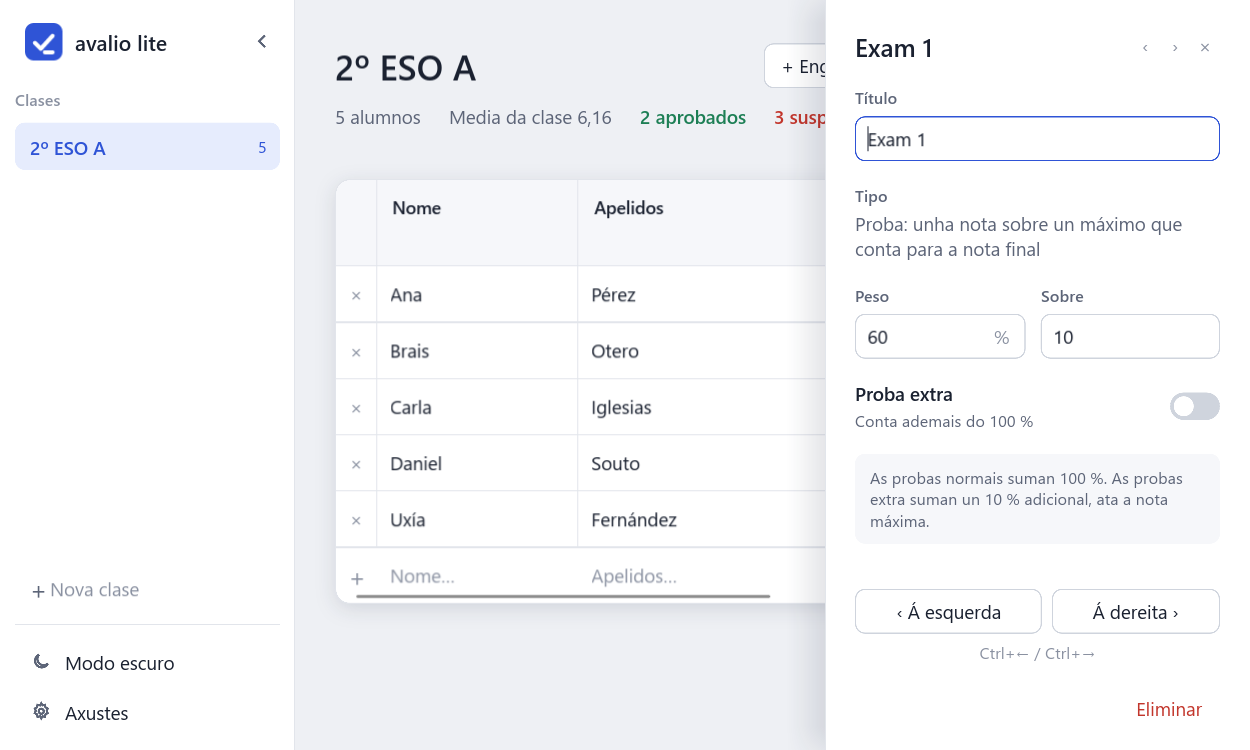 avalio lite
Clases
2º ESO A 5
+ Nova clase
Modo escuro
Axustes
2º ESO A
+ Eng
5 alumnos Media da clase 6,16 2 aprobados 3 susp
Nome Apelidos
× Ana Pérez
× Brais Otero
× Carla Iglesias
× Daniel Souto
× Uxía Fernández
+ Nome... Apelidos...
Exam 1
‹ › ×
Título
Exam 1
Tipo
Proba: unha nota sobre un máximo que
conta para a nota final
Peso Sobre
60 % 10
Proba extra
Conta ademais do 100 %
As probas normais suman 100 %. As probas
extra suman un 10 % adicional, ata a nota
máxima.
‹ Á esquerda Á dereita ›
Ctrl+← / Ctrl+→
Eliminar